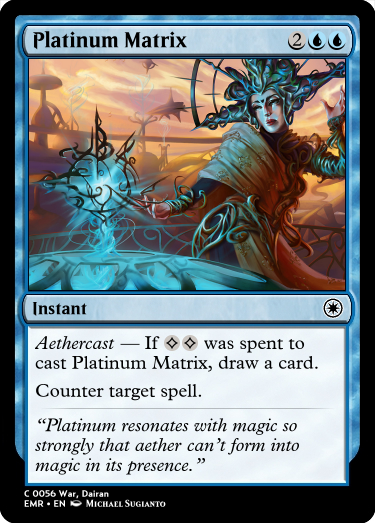 Platinum Matrix 2
Instant
Aethercast — If was spent to
cast Platinum Matrix, draw a card.
Counter target spell.
“Platinum resonates with magic so
strongly that aether can’t form into
magic in its presence.”
C 0056 War, Dairan
EMR • EN Michael Sugianto